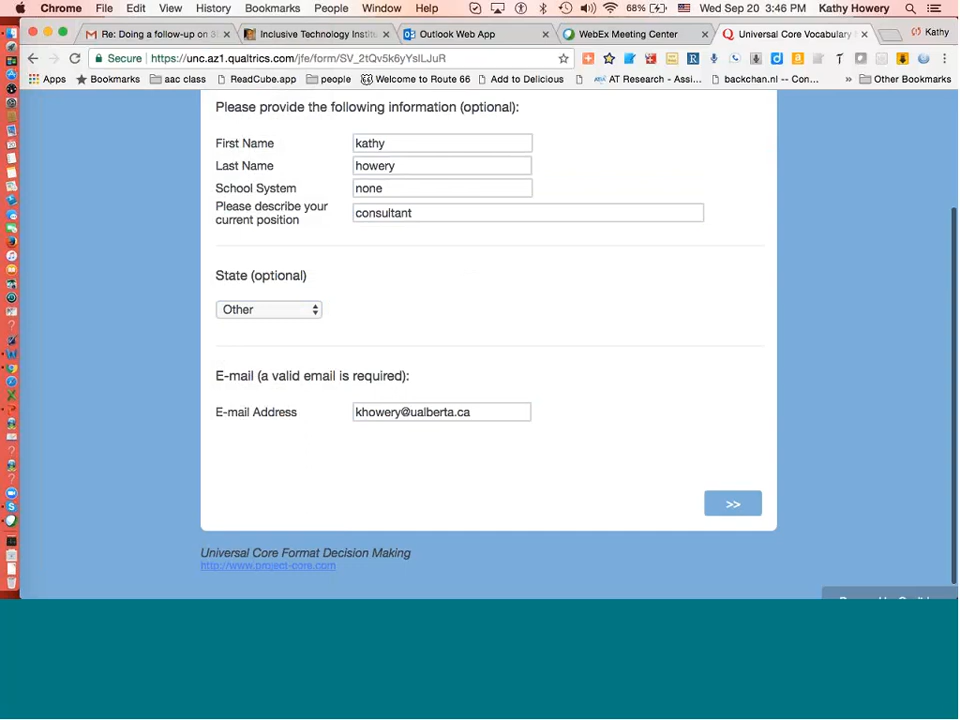 Chrome File Edit View History Bookmarks People Window Help 68% Wed Sep 20 3:46 PM Kathy Howery
Re: Doing a follow-up on 3 Inclusive Technology Instit Outlook Web App WebEx Meeting Center Universal Core Vocabulary Kathy
Secure https://unc.az1.qualtrics.com/jfe/form/
Apps Bookmarks aac class ReadCube.app people Welcome to Route 66 Add to Delicious AT Research - Assi... backchan.nl -- Con... » Other Bookmarks
Please provide the following information (optional):
First Name kathy
Last Name howery
School System none
Please describe your
current position consultant
State (optional)
Other
E-mail (a valid email is required):
E-mail Address khowery@ualberta.ca
>>
Universal Core Format Decision Making
http://www.project-core.com